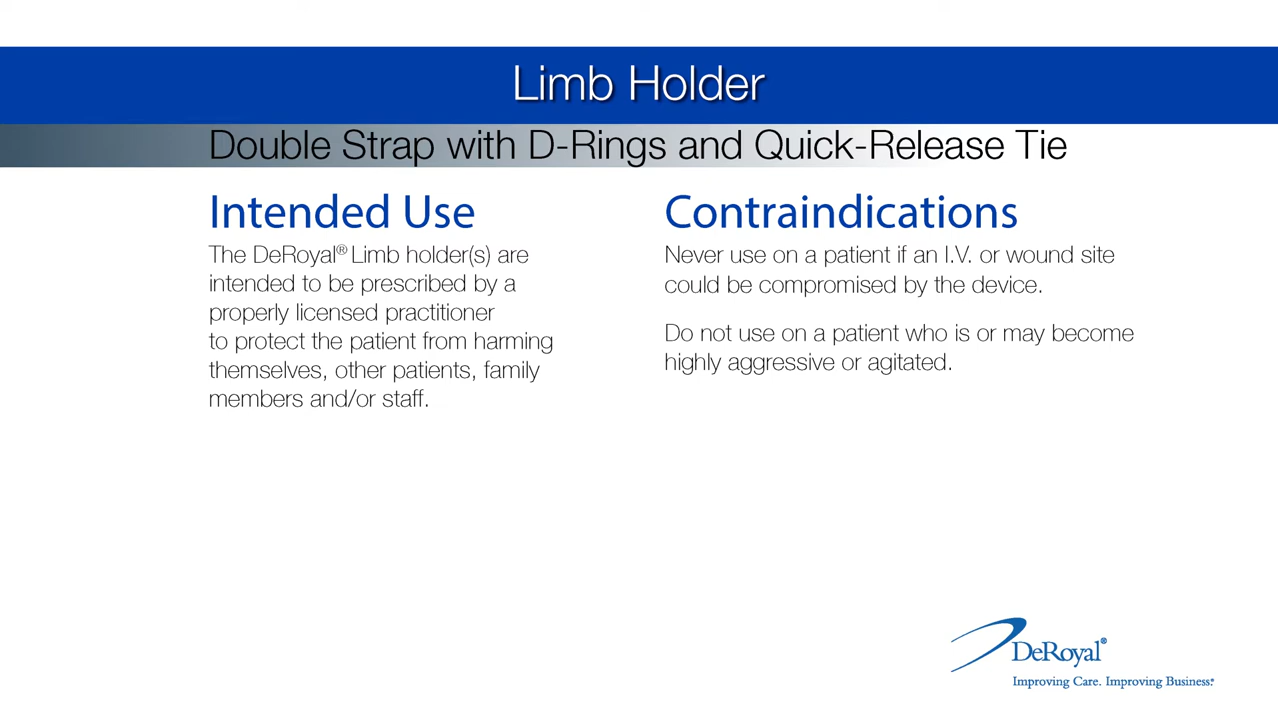 Limb Holder
Double Strap with D-Rings and Quick-Release Tie
Intended Use
The DeRoyal® Limb holder(s) are
intended to be prescribed by a
properly licensed practitioner
to protect the patient from harming
themselves, other patients, family
members and/or staff.
Contraindications
Never use on a patient if an I.V. or wound site
could be compromised by the device.
Do not use on a patient who is or may become
highly aggressive or agitated.
DeRoyal®
Improving Care. Improving Business.®